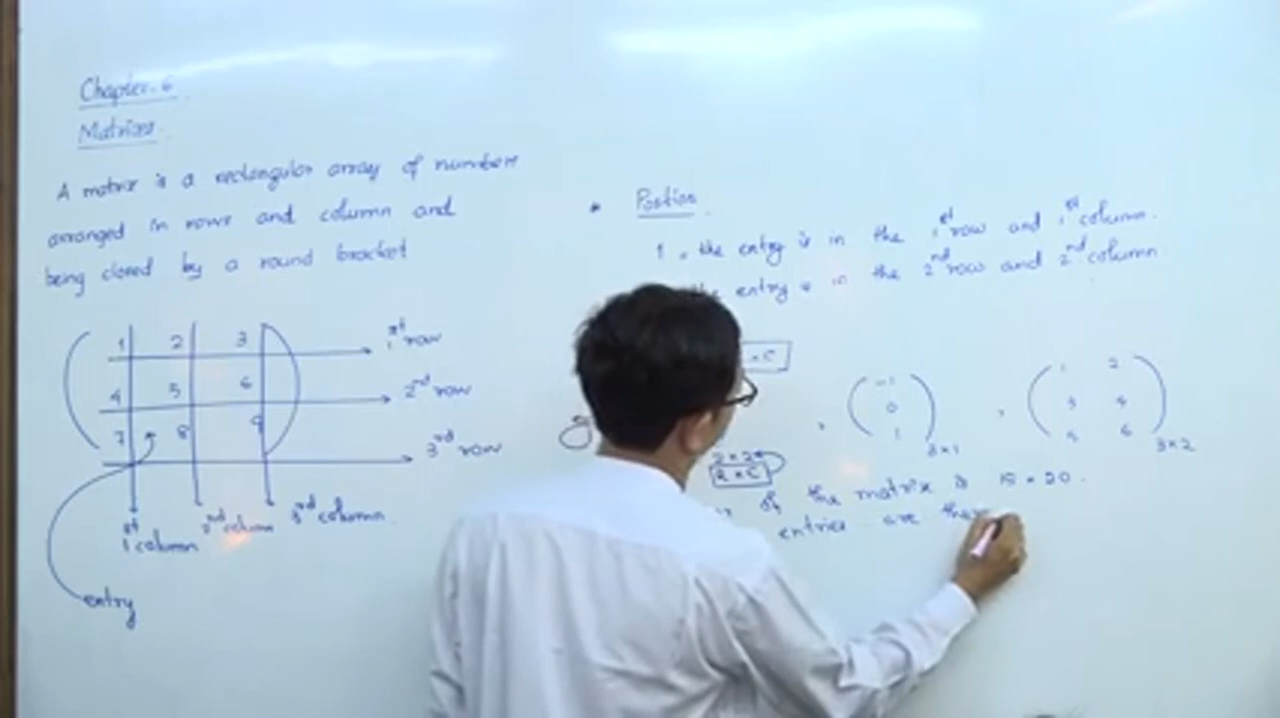 Chapter-6
Matrices
A matrix is a rectangular array of numbers
arranged in rows and column and
being closed by a round bracket
1 2 3 1st row
4 5 6 2nd row
7 8 9 3rd row
1st column 2nd column 3rd column
entry
* Postion
1 = the entry is in the 1st row and 1st column.
the entry is in the 2nd row and 2nd column.
× C
-1
0
1
3×1
,
1 2
3 4
5 6
3×2
2×2
R×C
of the matrix is 15×20.
entries are there